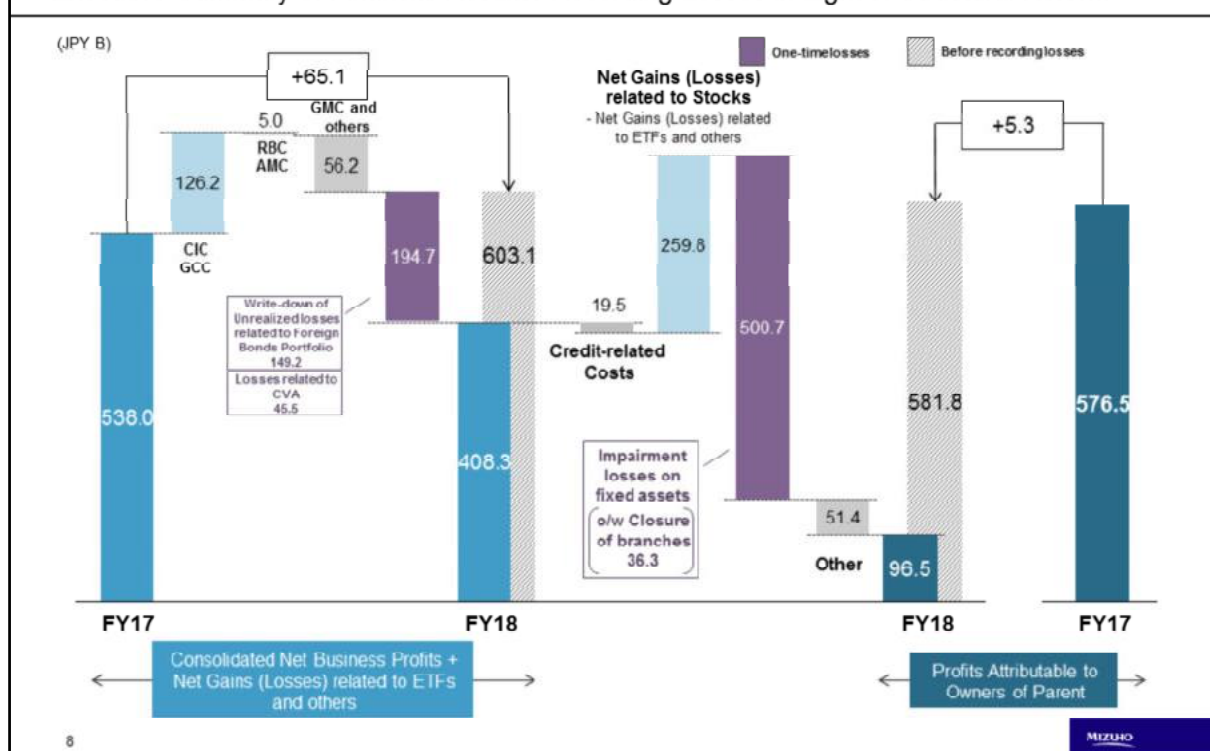 (JPY B)
One-timelosses
Before recording losses
+65.1
GMC and
others
5.0
RBC
AMC
56.2
126.2
CIC
GCC
194.7
603.1
Write-down of
Unrealized losses
related to Foreign
Bonds Portfolio
149.2
Losses related to
CVA
45.5
538.0
408.3
Net Gains (Losses)
related to Stocks
- Net Gains (Losses) related
to ETFs and others
19.5
Credit-related
Costs
259.8
500.7
Impairment
losses on
fixed assets
o/w Closure
of branches
36.3
51.4
Other
96.5
+5.3
581.8
576.5
FY17
FY18
FY18
FY17
Consolidated Net Business Profits +
Net Gains (Losses) related to ETFs
and others
Profits Attributable to
Owners of Parent
8
MIZUHO